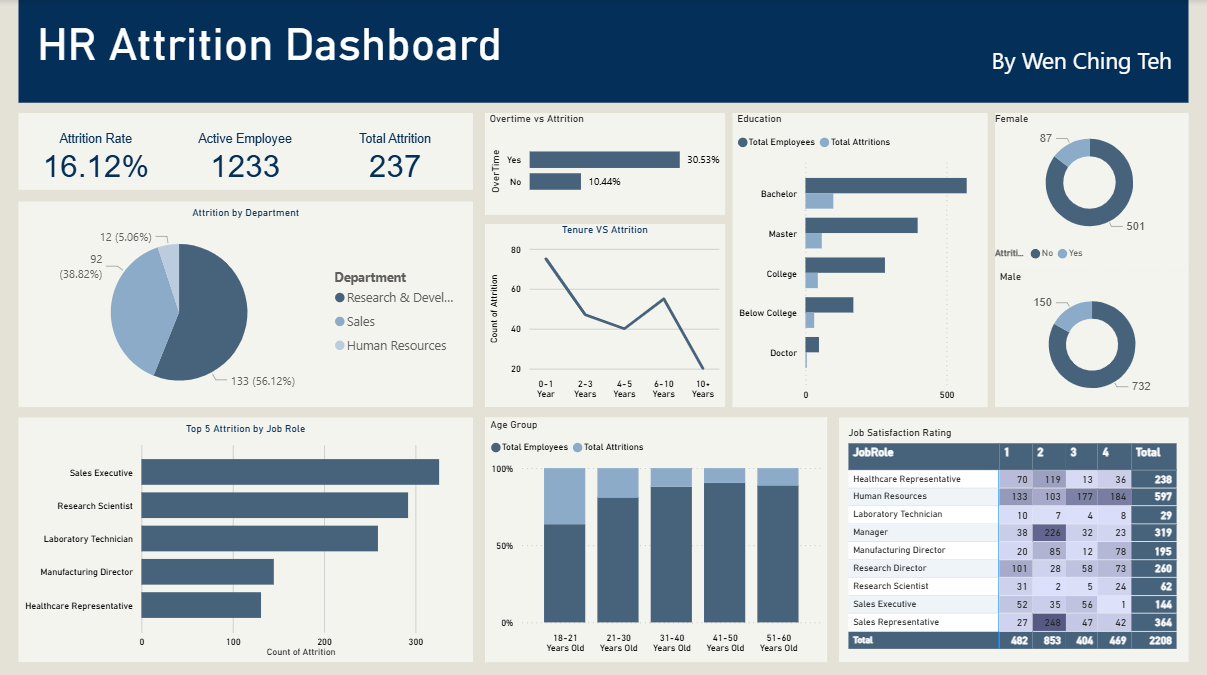 HR Attrition Dashboard
By Wen Ching Teh
Attrition Rate
16.12%
Active Employee
1233
Total Attrition
237
Attrition by Department
12 (5.06%)
92
(38.82%)
133 (56.12%)
Department
Research & Devel...
Sales
Human Resources
Overtime vs Attrition
OverTime
Yes
30.53%
No
10.44%
Tenure VS Attrition
Count of Attrition
80
60
40
20
0-1 Year
2-3 Years
4-5 Years
6-10 Years
10+ Years
Education
Total Employees Total Attritions
Bachelor
Master
College
Below College
Doctor
0 500
Female
87
501
Attriti... No Yes
Male
150
732
Top 5 Attrition by Job Role
Sales Executive
Research Scientist
Laboratory Technician
Manufacturing Director
Healthcare Representative
0 100 200 300
Count of Attrition
Age Group
Total Employees Total Attritions
100%
50%
0%
18-21 Years Old
21-30 Years Old
31-40 Years Old
41-50 Years Old
51-60 Years Old
Job Satisfaction Rating
JobRole 1 2 3 4 Total
Healthcare Representative 70 119 13 36 238
Human Resources 133 103 177 184 597
Laboratory Technician 10 7 4 8 29
Manager 38 226 32 23 319
Manufacturing Director 20 85 12 78 195
Research Director 101 28 58 73 260
Research Scientist 31 2 5 24 62
Sales Executive 52 35 56 1 144
Sales Representative 27 248 47 42 364
Total 482 853 404 469 2208